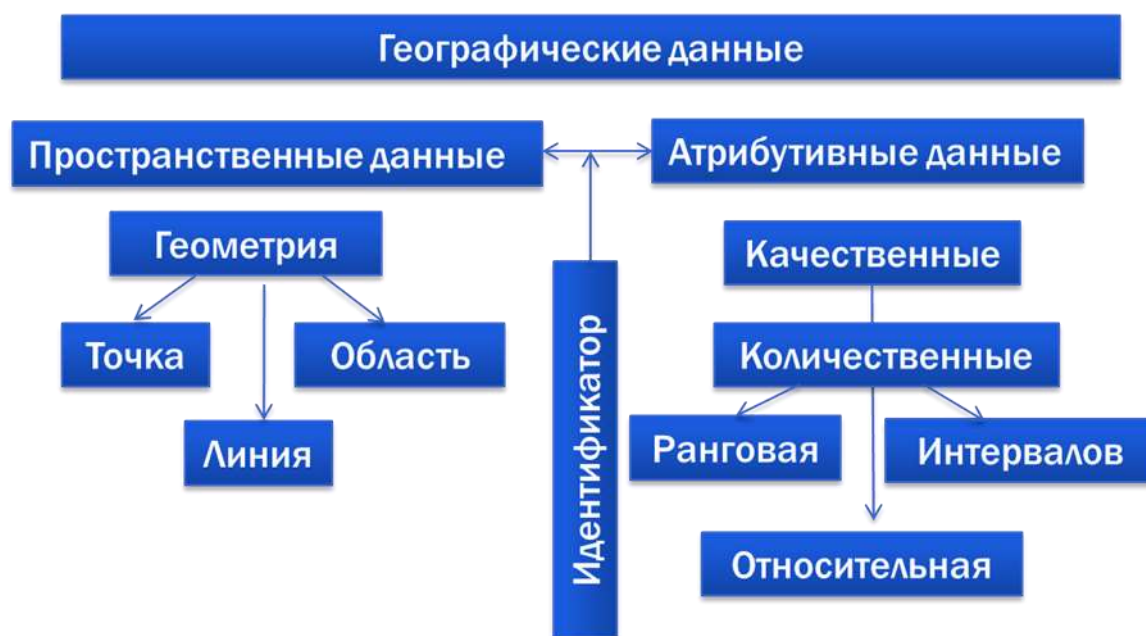 Географические данные
Пространственные данные
Атрибутивные данные
Геометрия
Качественные
Точка
Область
Количественные
Линия
Ранговая
Интервалов
Относительная
Идентификатор